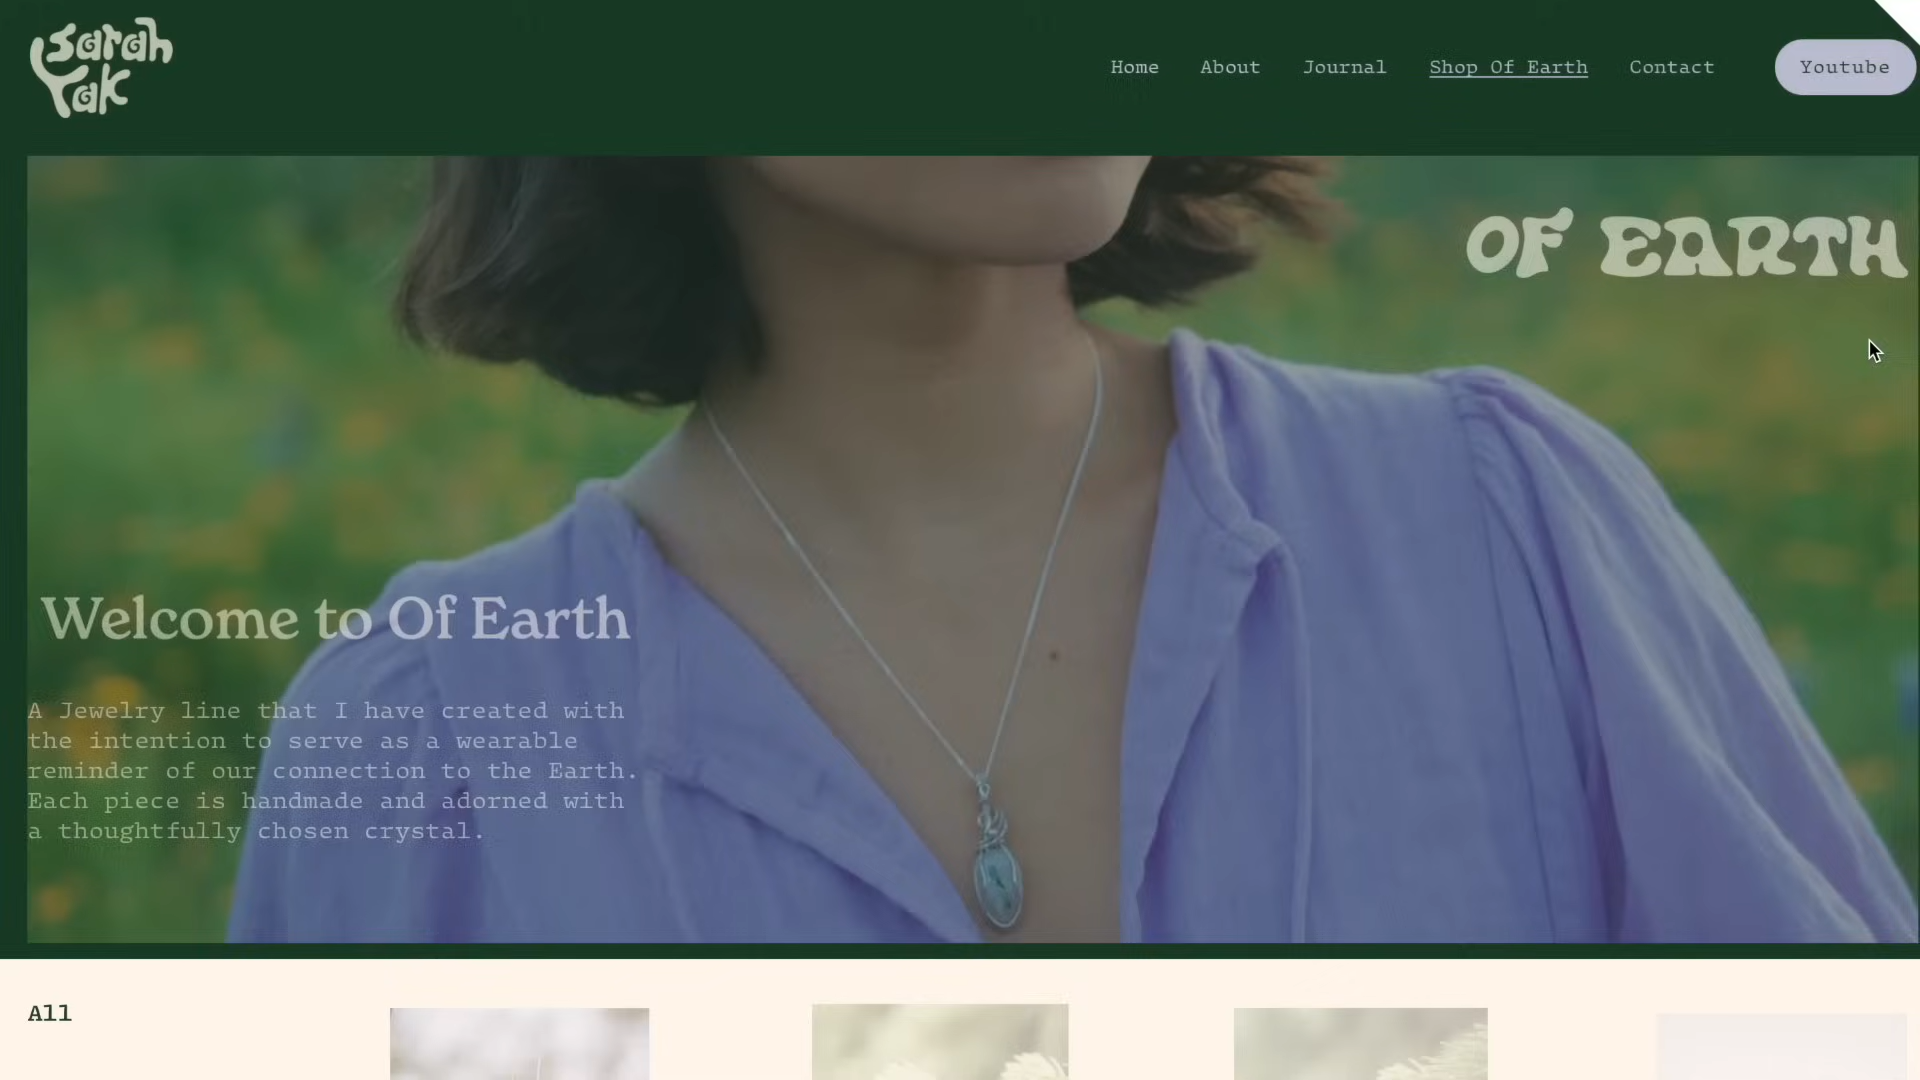 Sarah
Yak
Home About Journal Shop Of Earth Contact Youtube
OF EARTH
Welcome to Of Earth
A Jewelry line that I have created with
the intention to serve as a wearable
reminder of our connection to the Earth.
Each piece is handmade and adorned with
a thoughtfully chosen crystal.
All